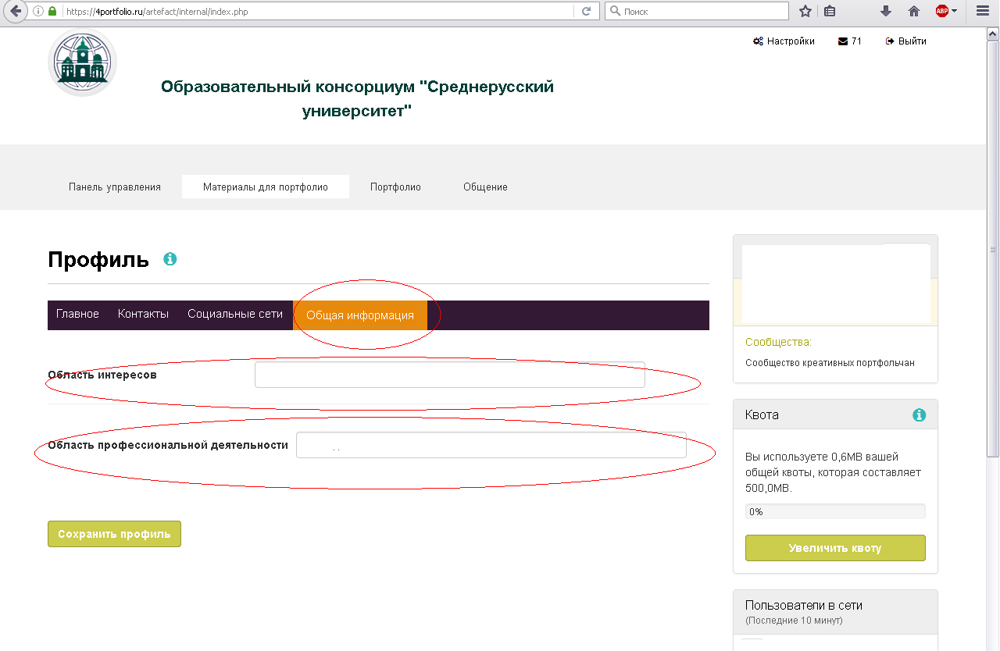 https://4portfolio.ru/artefact/internal/index.php
Поиск
ABP
Настройки
71
Выйти
Образовательный консорциум "Среднерусский
университет"
Панель управления
Материалы для портфолио
Портфолио
Общение
Профиль
Главное
Контакты
Социальные сети
Общая информация
Область интересов
Область профессиональной деятельности
Сохранить профиль
Сообщества:
Сообщество креативных портфольчан
Квота
Вы используете 0,6MB вашей
общей квоты, которая составляет
500,0MB.
0%
Увеличить квоту
Пользователи в сети
(Последние 10 минут)